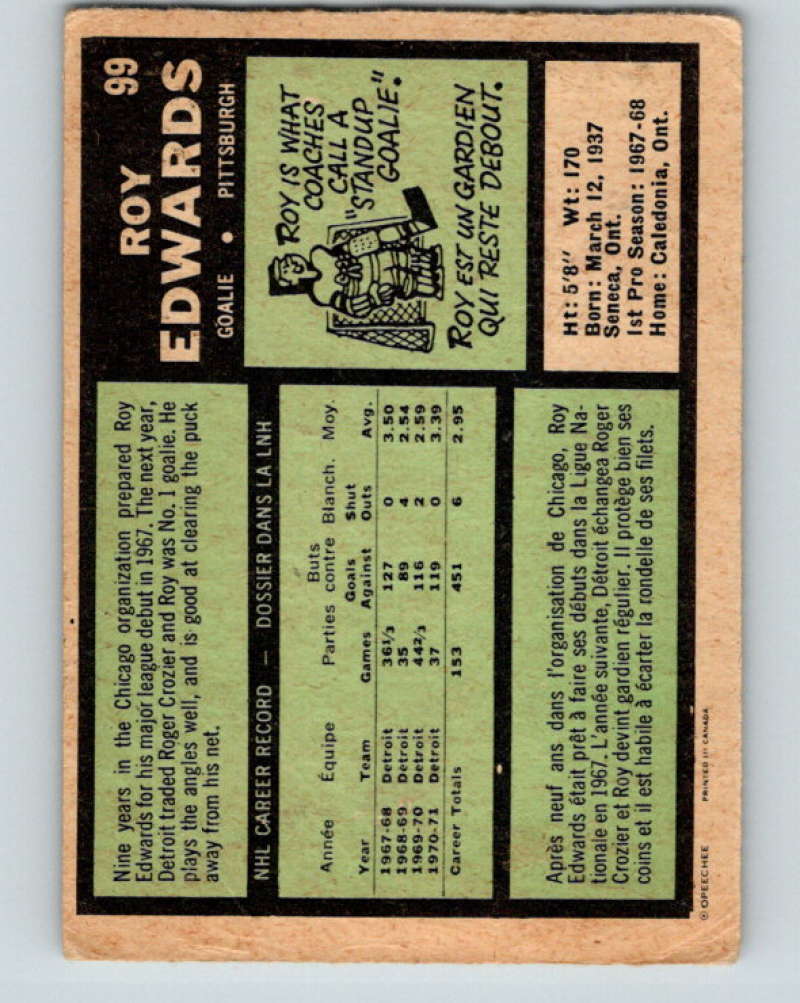 Nine years in the Chicago organization prepared Roy
Edwards for his major league debut in 1967. The next year,
Detroit traded Roger Crozier and Roy was No. 1 goalie. He
plays the angles well, and is good at clearing the puck
away from his net.
99
ROY
EDWARDS
GOALIE • PITTSBURGH
NHL CAREER RECORD — DOSSIER DANS LA LNH
Année Équipe Parties Buts contre Blanch. Moy.
Year Team Games Goals Against Shut Outs Avg.
1967-68 Detroit 36 1/3 127 0 3.50
1968-69 Detroit 35 89 4 2.54
1969-70 Detroit 44 2/3 116 2 2.59
1970-71 Detroit 37 119 0 3.39
Career Totals 153 451 6 2.95
ROY IS WHAT
COACHES
CALL A
"STANDUP
GOALIE".
ROY EST UN GARDIEN
QUI RESTE DEBOUT.
Après neuf ans dans l'organisation de Chicago, Roy
Edwards était prêt à faire ses débuts dans la Ligue Na-
tionale en 1967. L'année suivante, Détroit échangea Roger
Crozier et Roy devint gardien régulier. Il protège bien ses
coins et il est habile à écarter la rondelle de ses filets.
Ht: 5'8" Wt: 170
Born: March 12, 1937
Seneca, Ont.
1st Pro Season: 1967-68
Home: Caledonia, Ont.
© OPEECHEE PRINTED IN CANADA